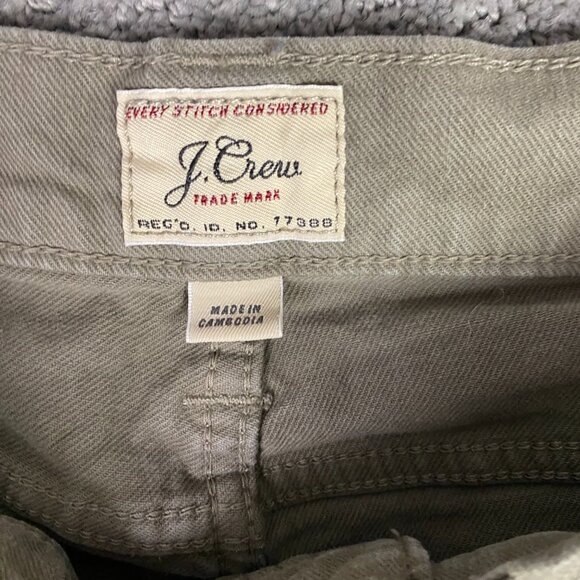 EVERY STITCH CONSIDERED
J.Crew
TRADE MARK
REG'D. ID. NO. 17388
MADE IN
CAMBODIA